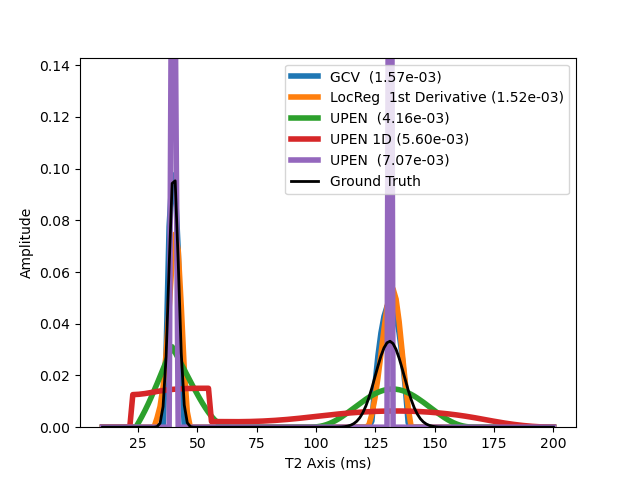 0.14
0.12
0.10
0.08
0.06
0.04
0.02
0.00
Amplitude
GCV  (1.57e-03)
LocReg  1st Derivative (1.52e-03)
UPEN  (4.16e-03)
UPEN 1D (5.60e-03)
UPEN  (7.07e-03)
Ground Truth
25 50 75 100 125 150 175 200
T2 Axis (ms)